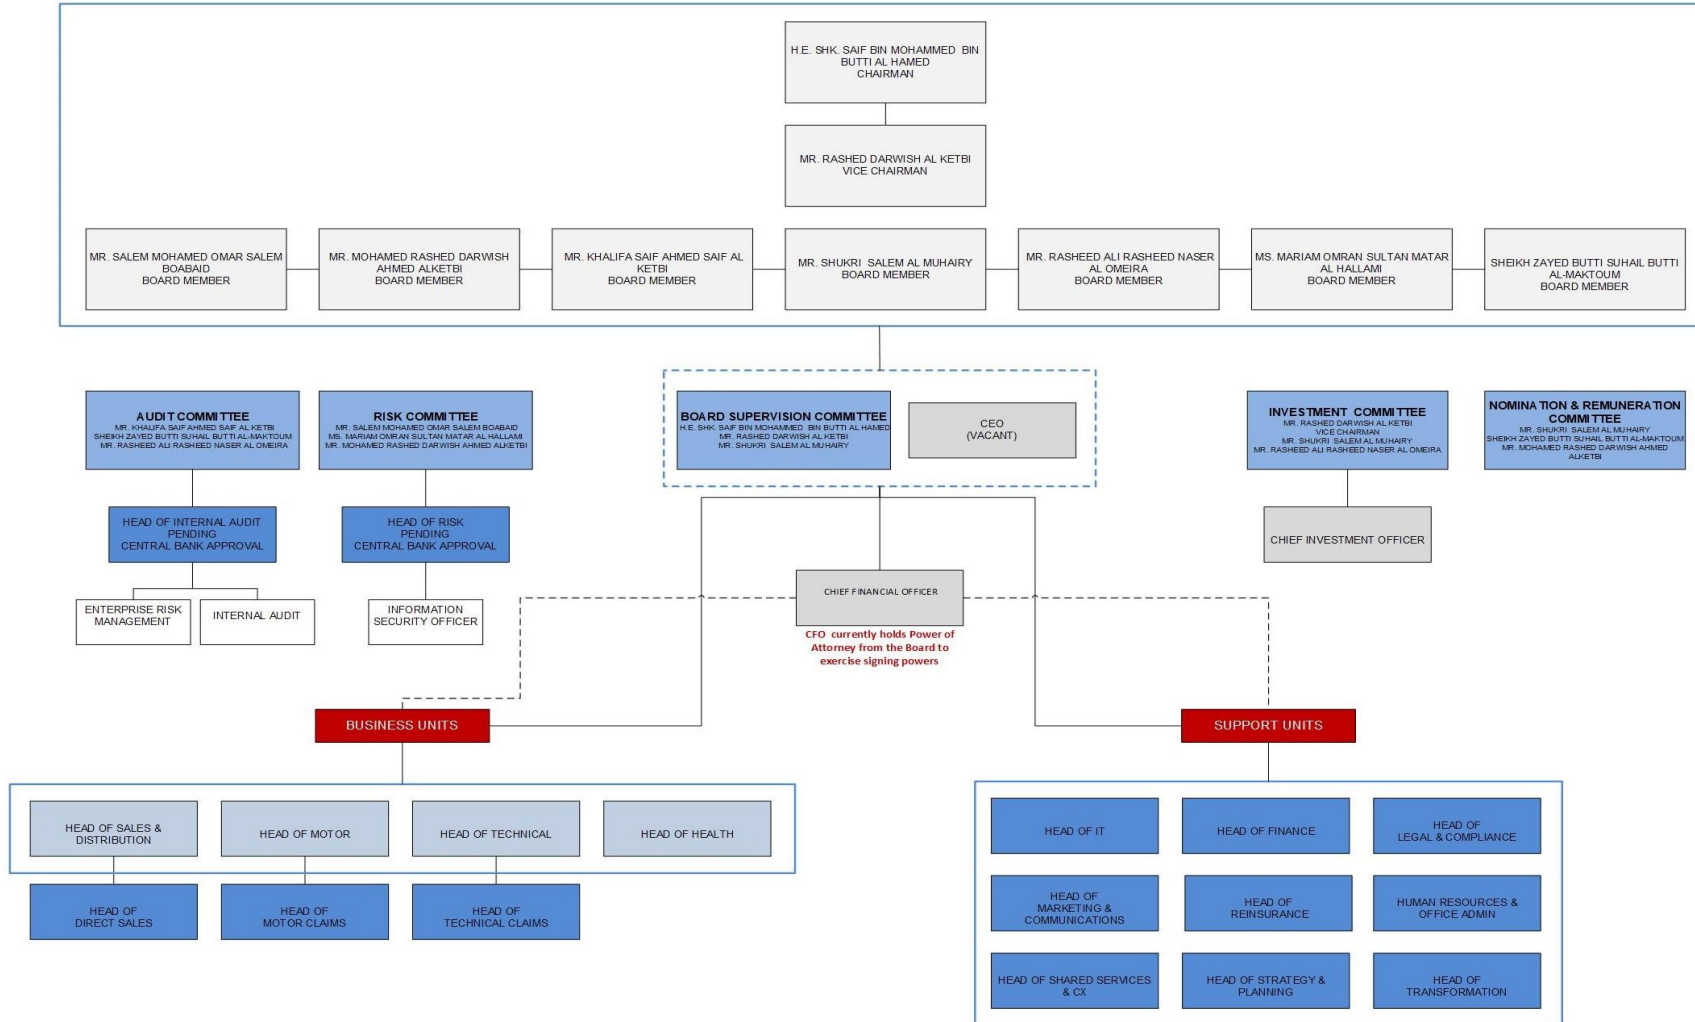 H.E. SHK. SAIF BIN MOHAMMED BIN
BUTTI AL HAMED
CHAIRMAN
MR. RASHED DARWISH AL KETBI
VICE CHAIRMAN
MR. SALEM MOHAMED OMAR SALEM
BOABAID
BOARD MEMBER
MR. MOHAMED RASHED DARWISH
AHMED ALKETBI
BOARD MEMBER
MR. KHALIFA SAIF AHMED SAIF AL
KETBI
BOARD MEMBER
MR. SHUKRI SALEM AL MUHAIRY
BOARD MEMBER
MR. RASHEED ALI RASHEED NASER
AL OMEIRA
BOARD MEMBER
MS. MARIAM OMRAN SULTAN MATAR
AL HALLAMI
BOARD MEMBER
SHEIKH ZAYED BUTTI SUHAIL BUTTI
AL-MAKTOUM
BOARD MEMBER
AUDIT COMMITTEE
MR. KHALIFA SAIF AHMED SAIF AL KETBI
SHEIKH ZAYED BUTTI SUHAIL BUTTI AL-MAKTOUM
MR. RASHEED ALI RASHEED NASER AL OMEIRA
RISK COMMITTEE
MR. SALEM MOHAMED OMAR SALEM BOABAID
MS. MARIAM OMRAN SULTAN MATAR AL HALLAMI
MR. MOHAMED RASHED DARWISH AHMED ALKETBI
BOARD SUPERVISION COMMITTEE
H.E. SHK. SAIF BIN MOHAMMED BIN BUTTI AL HAMED
MR. RASHED DARWISH AL KETBI
MR. SHUKRI SALEM AL MUHAIRY
CEO
(VACANT)
INVESTMENT COMMITTEE
MR. RASHED DARWISH AL KETBI
VICE CHAIRMAN
MR. SHUKRI SALEM AL MUHAIRY
MR. RASHEED ALI RASHEED NASER AL OMEIRA
NOMINATION & REMUNERATION
COMMITTEE
MR. SHUKRI SALEM AL MUHAIRY
SHEIKH ZAYED BUTTI SUHAIL BUTTI AL-MAKTOUM
MR. MOHAMED RASHED DARWISH AHMED
ALKETBI
HEAD OF INTERNAL AUDIT
PENDING
CENTRAL BANK APPROVAL
HEAD OF RISK
PENDING
CENTRAL BANK APPROVAL
CHIEF INVESTMENT OFFICER
ENTERPRISE RISK
MANAGEMENT
INTERNAL AUDIT
INFORMATION
SECURITY OFFICER
CHIEF FINANCIAL OFFICER
CFO currently holds Power of
Attorney from the Board to
exercise signing powers
BUSINESS UNITS
SUPPORT UNITS
HEAD OF SALES &
DISTRIBUTION
HEAD OF MOTOR
HEAD OF TECHNICAL
HEAD OF HEALTH
HEAD OF
DIRECT SALES
HEAD OF
MOTOR CLAIMS
HEAD OF
TECHNICAL CLAIMS
HEAD OF IT
HEAD OF FINANCE
HEAD OF
LEGAL & COMPLIANCE
HEAD OF
MARKETING &
COMMUNICATIONS
HEAD OF
REINSURANCE
HUMAN RESOURCES &
OFFICE ADMIN
HEAD OF SHARED SERVICES
& CX
HEAD OF STRATEGY &
PLANNING
HEAD OF
TRANSFORMATION